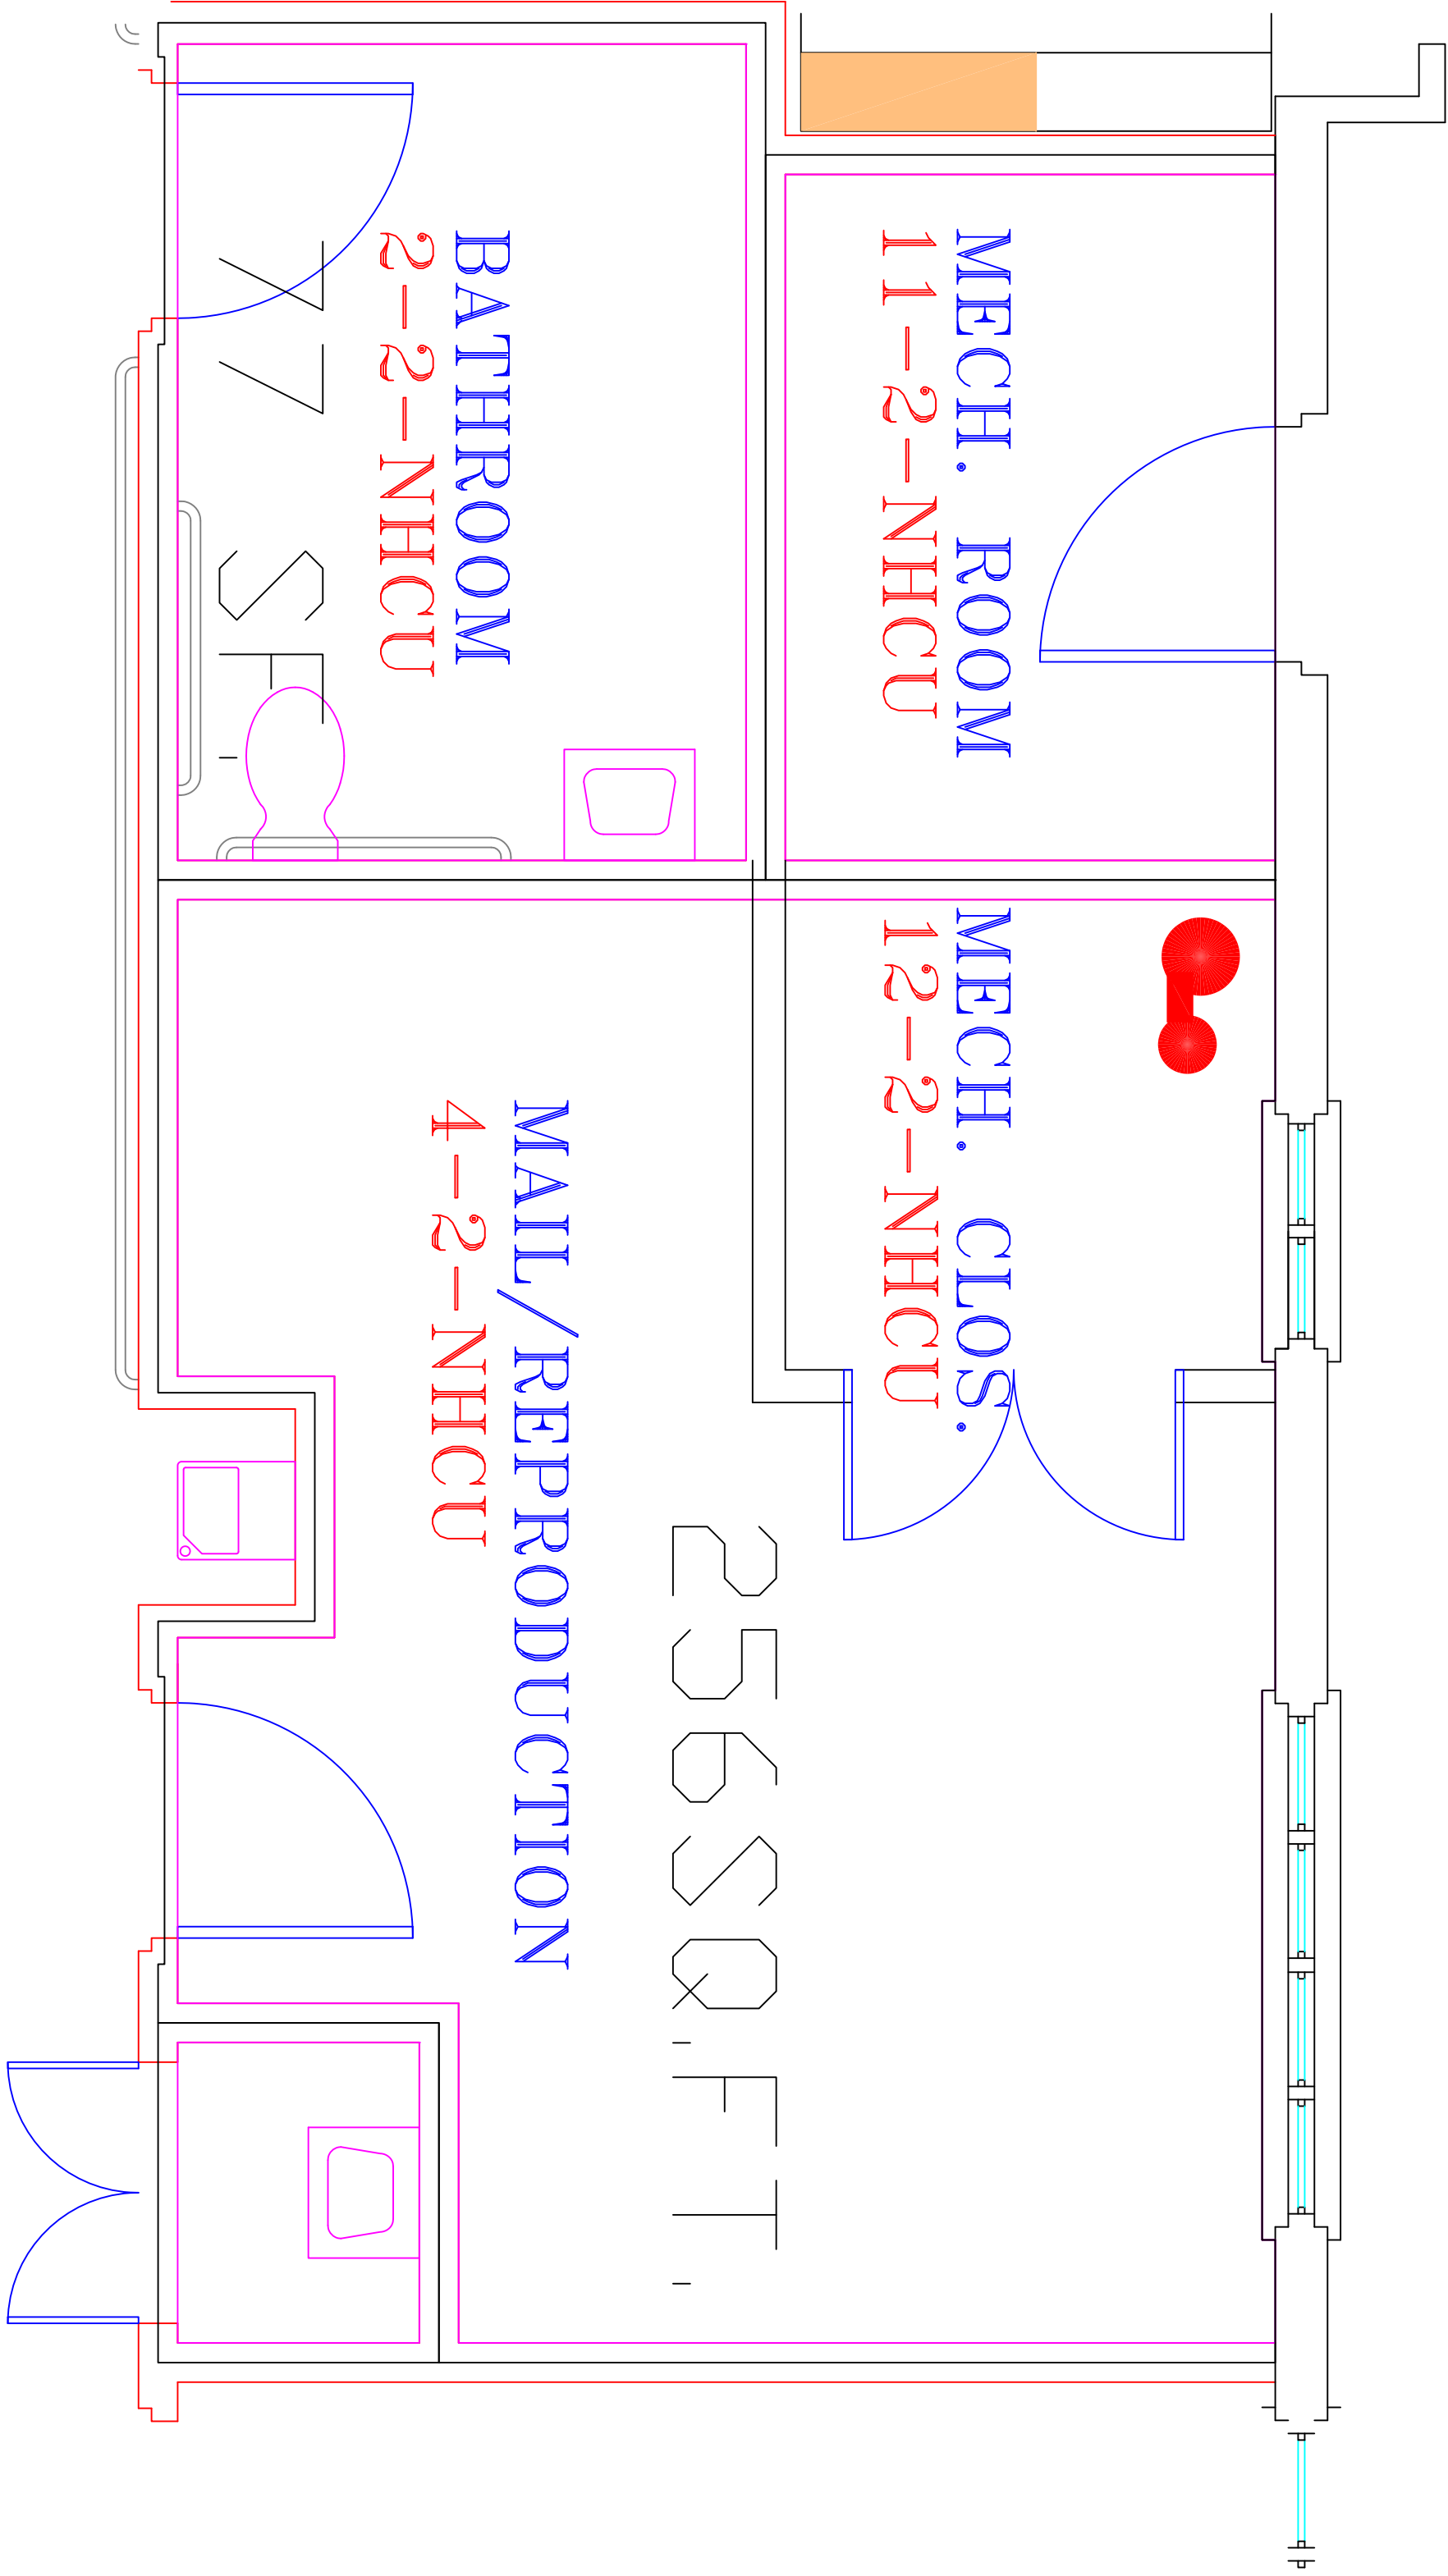 MECH. ROOM
11-2-NHCU
MECH. CLOS.
12-2-NHCU
256SQ.FT.
MAIL/REPRODUCTION
4-2-NHCU
BATHROOM
2-2-NHCU
77 SF.